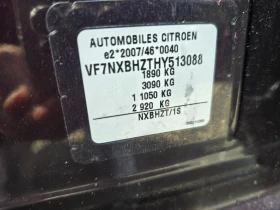 AUTOMOBILES CITROEN
e2*2007/46*0040
VF7NXBHZTHY513088
1890 KG
3090 KG
1 1050 KG
2 920 KG
NXBHZT/1S